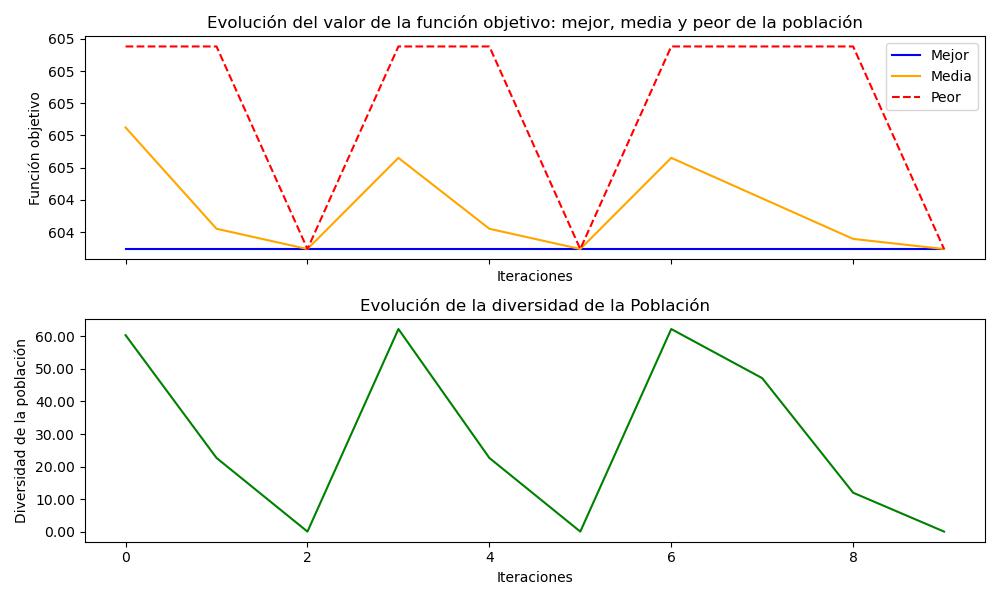 Evolución del valor de la función objetivo: mejor, media y peor de la población
605
605
605
605
605
604
604
Función objetivo
Mejor
Media
Peor
Iteraciones
Evolución de la diversidad de la Población
60.00
50.00
40.00
30.00
20.00
10.00
0.00
Diversidad de la población
0 2 4 6 8
Iteraciones